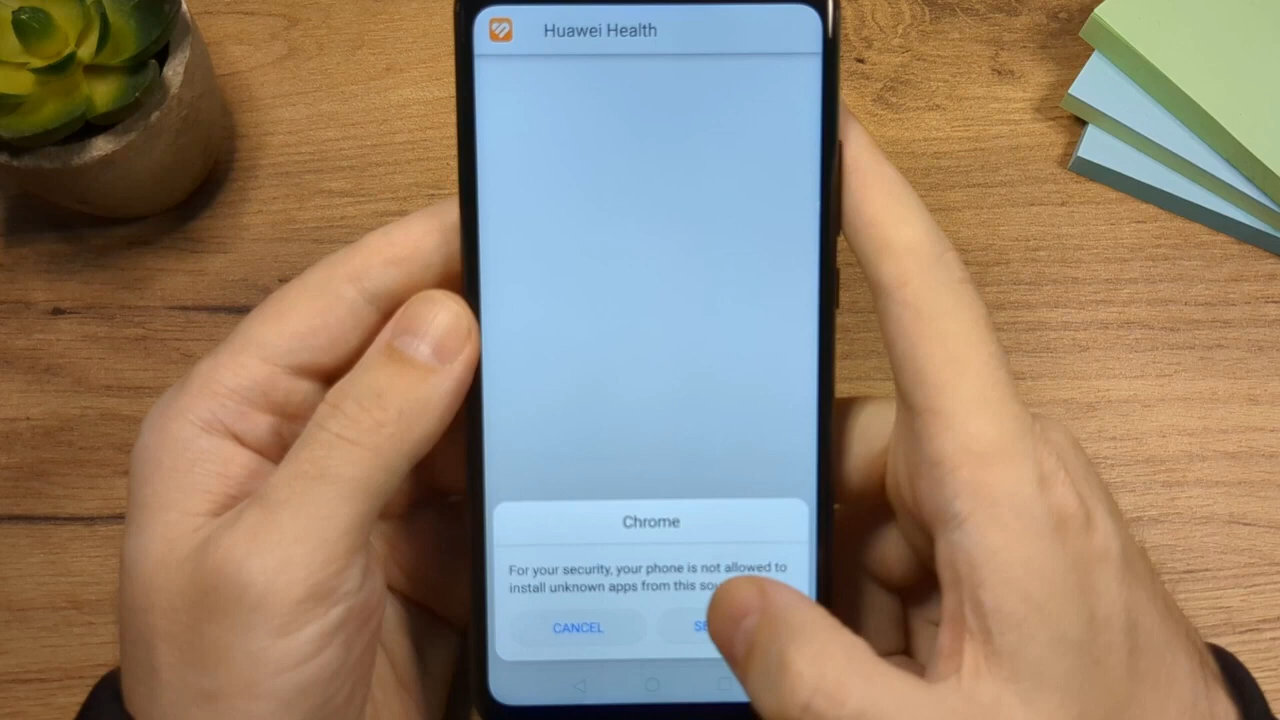 Huawei Health
Chrome
For your security, your phone is not allowed to
install unknown apps from this
CANCEL